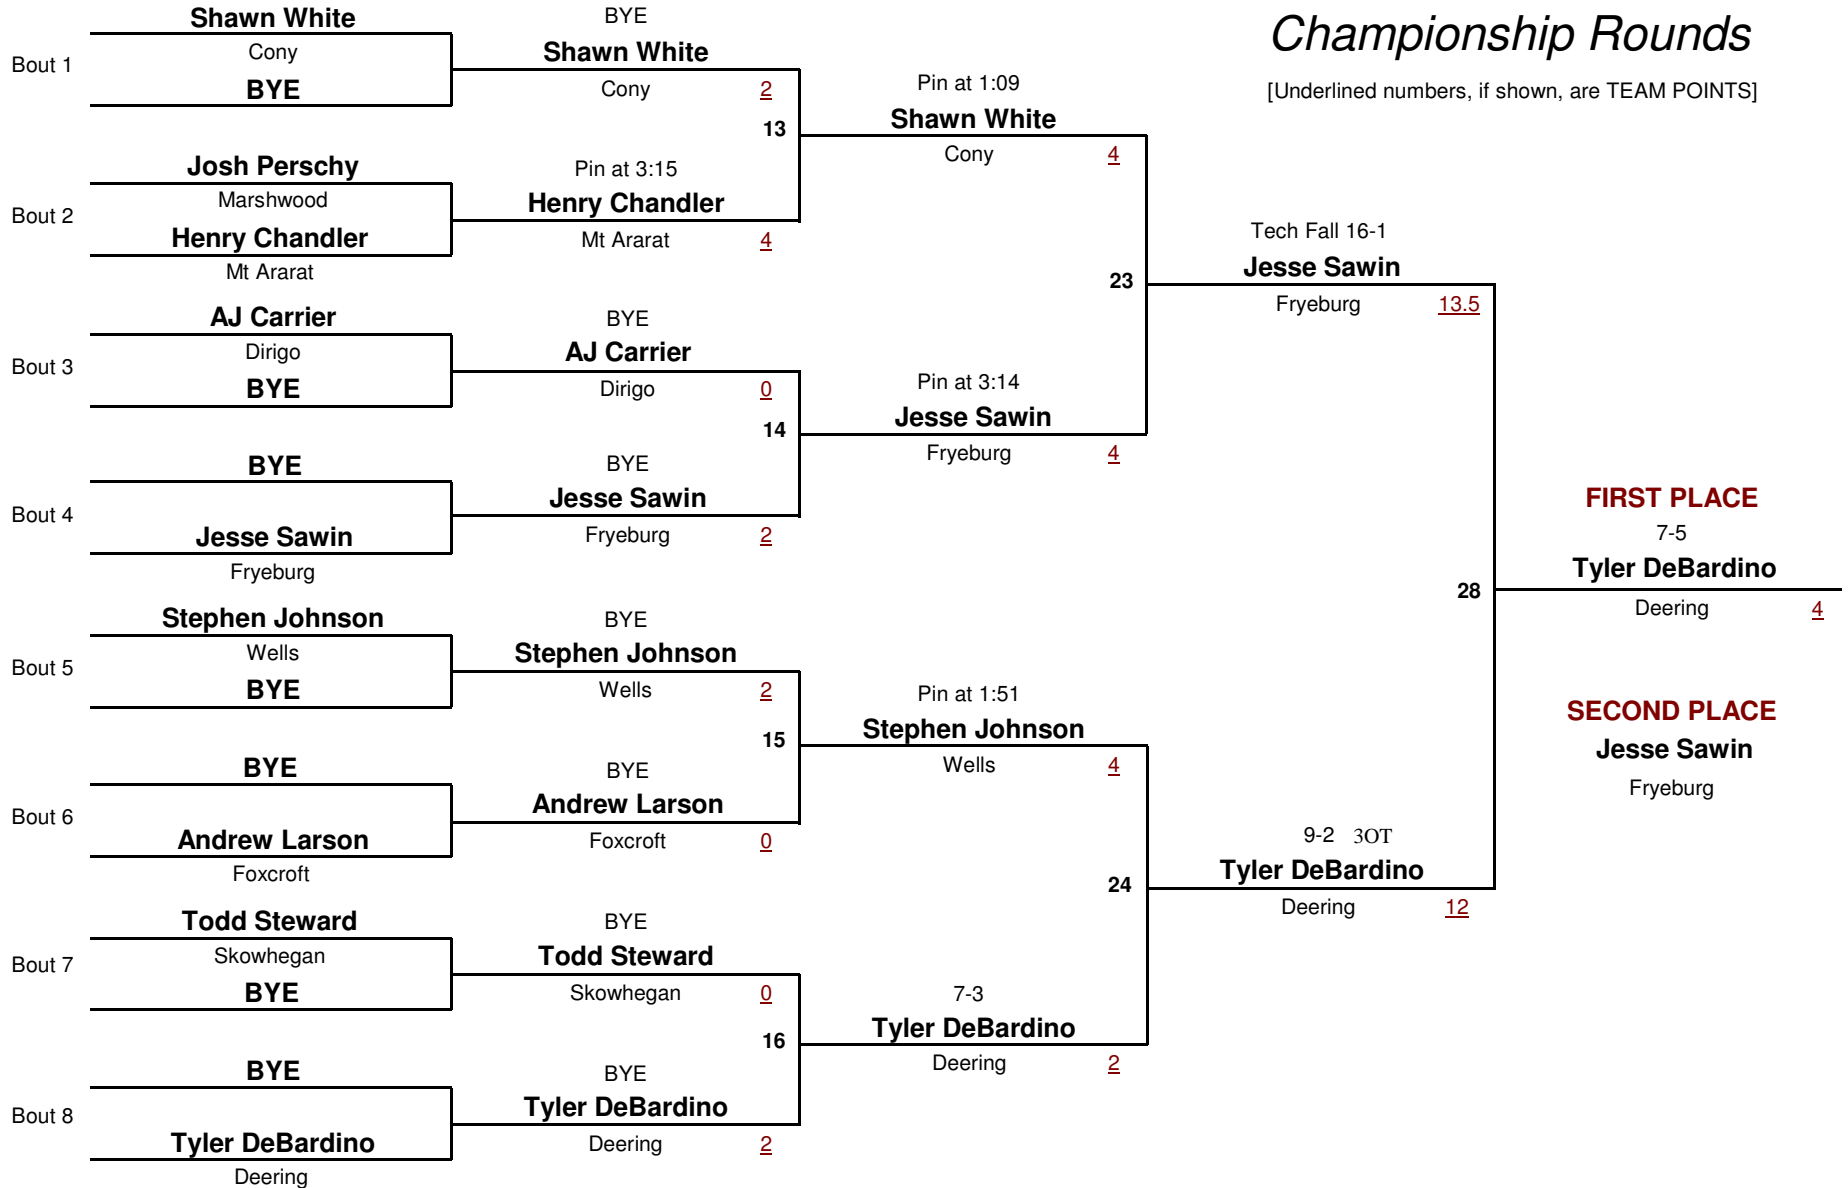 Championship Rounds
[Underlined numbers, if shown, are TEAM POINTS]
Bout 1
Shawn White
Cony
BYE
Bout 2
Josh Perschy
Marshwood
Henry Chandler
Mt Ararat
Bout 3
AJ Carrier
Dirigo
BYE
Bout 4
BYE
Jesse Sawin
Fryeburg
Bout 5
Stephen Johnson
Wells
BYE
Bout 6
BYE
Andrew Larson
Foxcroft
Bout 7
Todd Steward
Skowhegan
BYE
Bout 8
BYE
Tyler DeBardino
Deering
BYE
Shawn White
Cony 2
13
Pin at 3:15
Henry Chandler
Mt Ararat 4
BYE
AJ Carrier
Dirigo 0
14
BYE
Jesse Sawin
Fryeburg 2
BYE
Stephen Johnson
Wells 2
15
BYE
Andrew Larson
Foxcroft 0
BYE
Todd Steward
Skowhegan 0
16
BYE
Tyler DeBardino
Deering 2
Pin at 1:09
Shawn White
Cony 4
23
Pin at 3:14
Jesse Sawin
Fryeburg 4
Pin at 1:51
Stephen Johnson
Wells 4
24
7-3
Tyler DeBardino
Deering 2
Tech Fall 16-1
Jesse Sawin
Fryeburg 13.5
28
9-2 3OT
Tyler DeBardino
Deering 12
FIRST PLACE
7-5
Tyler DeBardino
Deering 4
SECOND PLACE
Jesse Sawin
Fryeburg